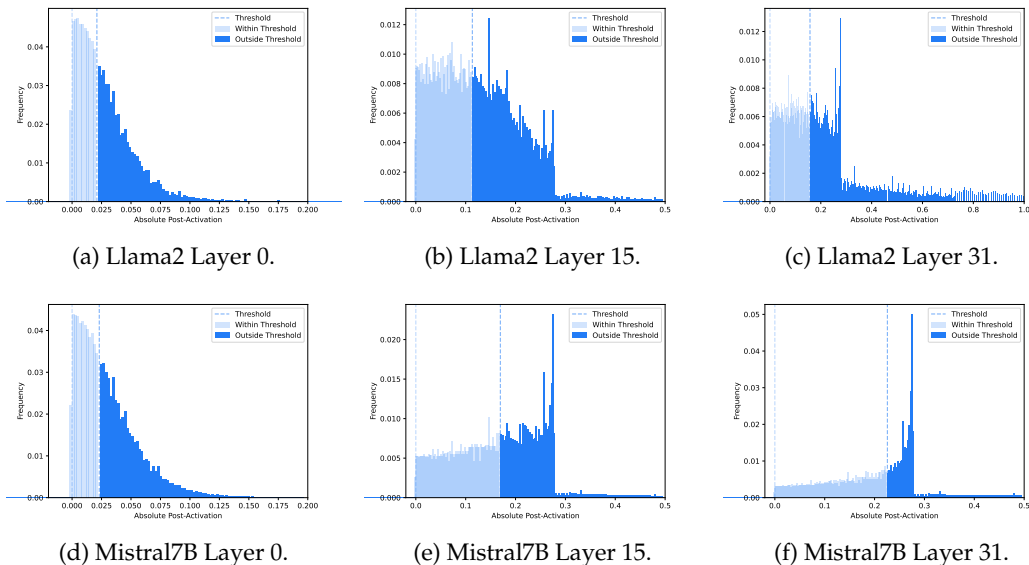 Threshold
Within Threshold
Outside Threshold
Frequency
0.04
0.03
0.02
0.01
0.00
0.000 0.025 0.050 0.075 0.100 0.125 0.150 0.175 0.200
Absolute Post-Activation
(a) Llama2 Layer 0.
Threshold
Within Threshold
Outside Threshold
Frequency
0.012
0.010
0.008
0.006
0.004
0.002
0.000
0.0 0.1 0.2 0.3 0.4 0.5
Absolute Post-Activation
(b) Llama2 Layer 15.
Threshold
Within Threshold
Outside Threshold
Frequency
0.012
0.010
0.008
0.006
0.004
0.002
0.000
0.0 0.2 0.4 0.6 0.8 1.0
Absolute Post-Activation
(c) Llama2 Layer 31.
Threshold
Within Threshold
Outside Threshold
Frequency
0.04
0.03
0.02
0.01
0.00
0.000 0.025 0.050 0.075 0.100 0.125 0.150 0.175 0.200
Absolute Post-Activation
(d) Mistral7B Layer 0.
Threshold
Within Threshold
Outside Threshold
Frequency
0.020
0.015
0.010
0.005
0.000
0.0 0.1 0.2 0.3 0.4 0.5
Absolute Post-Activation
(e) Mistral7B Layer 15.
Threshold
Within Threshold
Outside Threshold
Frequency
0.05
0.04
0.03
0.02
0.01
0.00
0.0 0.1 0.2 0.3 0.4 0.5
Absolute Post-Activation
(f) Mistral7B Layer 31.